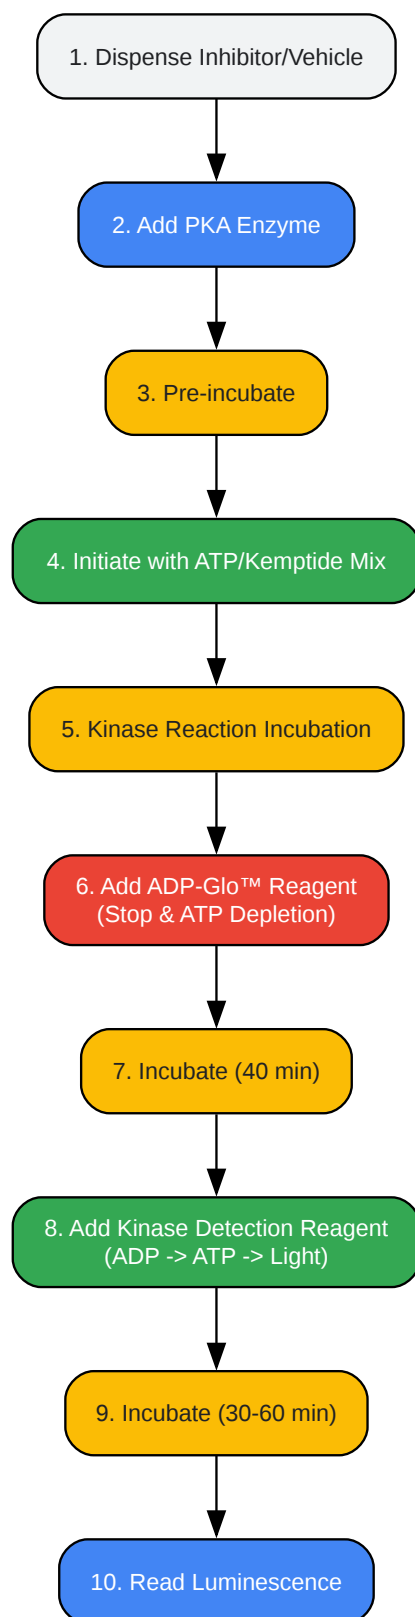 1. Dispense Inhibitor/Vehicle
2. Add PKA Enzyme
3. Pre-incubate
4. Initiate with ATP/Kemptide Mix
5. Kinase Reaction Incubation
6. Add ADP-Glo™ Reagent
(Stop & ATP Depletion)
7. Incubate (40 min)
8. Add Kinase Detection Reagent
(ADP -> ATP -> Light)
9. Incubate (30-60 min)
10. Read Luminescence